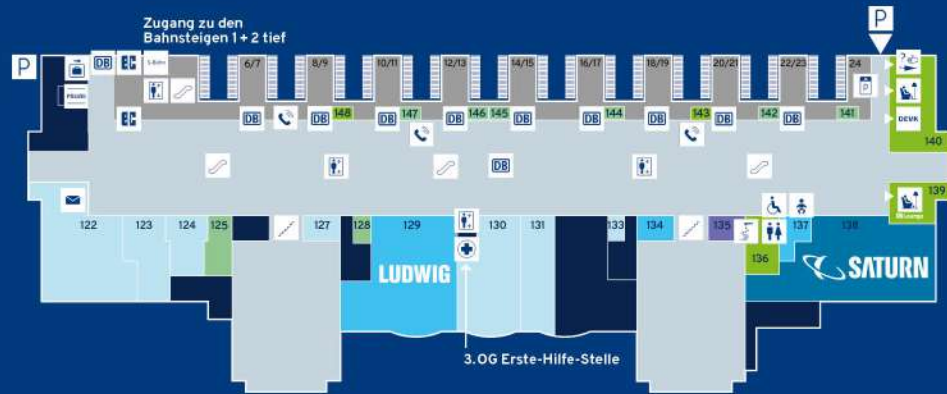 Zugang zu den
Bahnsteigen 1 + 2 tief
P
P
DB
EC
S-Bahn
6/7
8/9
10/11
12/13
14/15
16/17
18/19
20/21
22/23
24
P
EC
DB
DB
148
DB
147
DB
146
145
DB
DB
144
DB
143
DB
142
DB
141
DEVK
140
DB
139
DB Lounge
122
123
124
125
127
128
129
130
131
133
134
135
136
137
138
LUDWIG
SATURN
3.OG Erste-Hilfe-Stelle